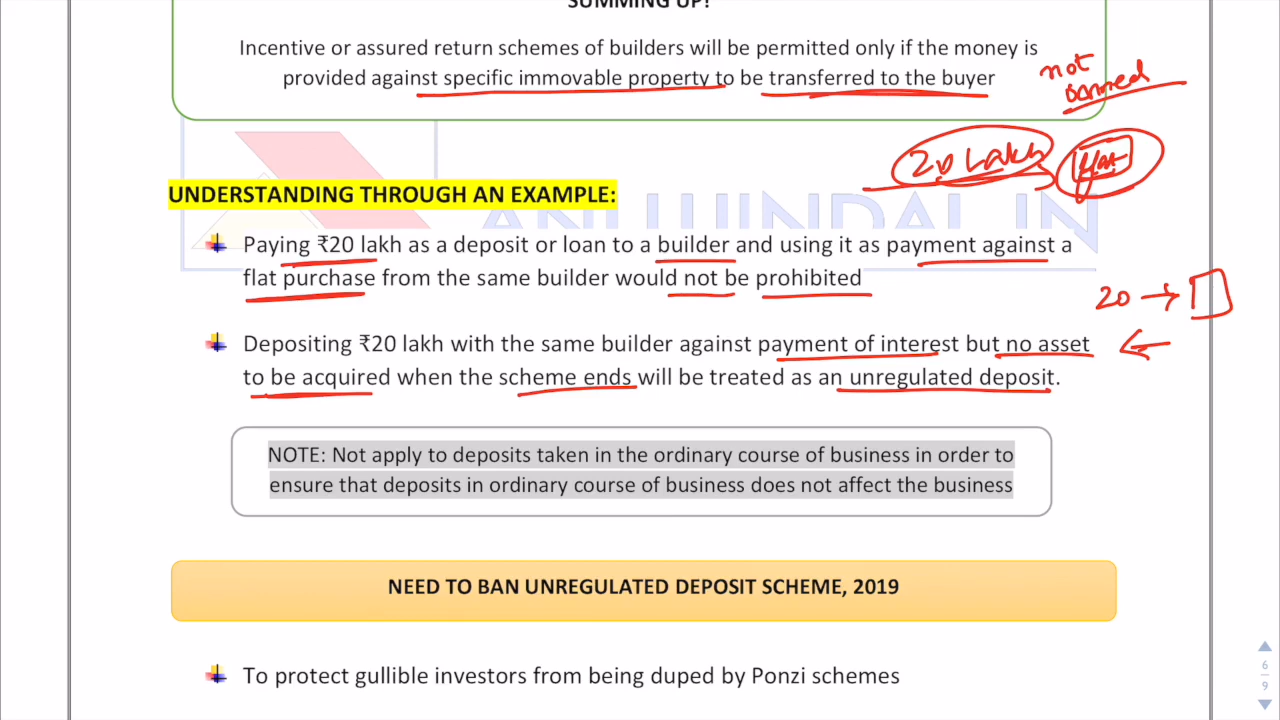 SUMMING UP!
Incentive or assured return schemes of builders will be permitted only if the money is
provided against specific immovable property to be transferred to the buyer
not
banned
20 Lakh
flat
UNDERSTANDING THROUGH AN EXAMPLE:
Paying ₹20 lakh as a deposit or loan to a builder and using it as payment against a
flat purchase from the same builder would not be prohibited
20 →
Depositing ₹20 lakh with the same builder against payment of interest but no asset
to be acquired when the scheme ends will be treated as an unregulated deposit.
NOTE: Not apply to deposits taken in the ordinary course of business in order to
ensure that deposits in ordinary course of business does not affect the business
NEED TO BAN UNREGULATED DEPOSIT SCHEME, 2019
To protect gullible investors from being duped by Ponzi schemes
6
9